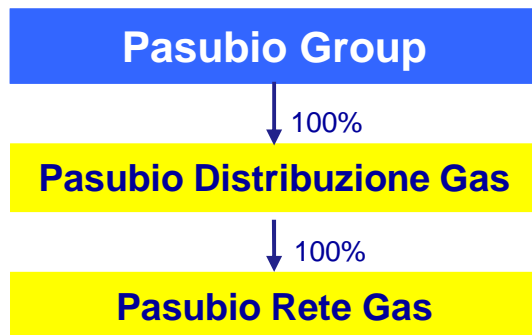 Pasubio Group
100%
Pasubio Distribuzione Gas
100%
Pasubio Rete Gas